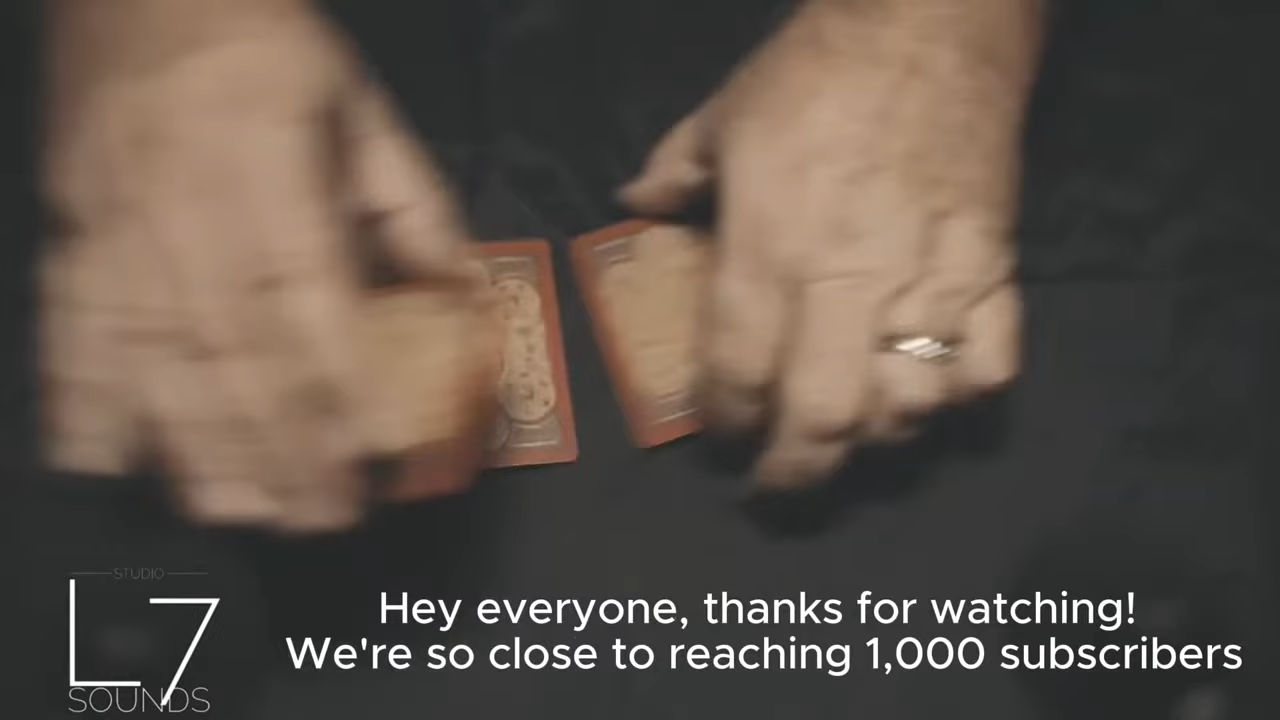 STUDIO
L7
SOUNDS
Hey everyone, thanks for watching!
We're so close to reaching 1,000 subscribers